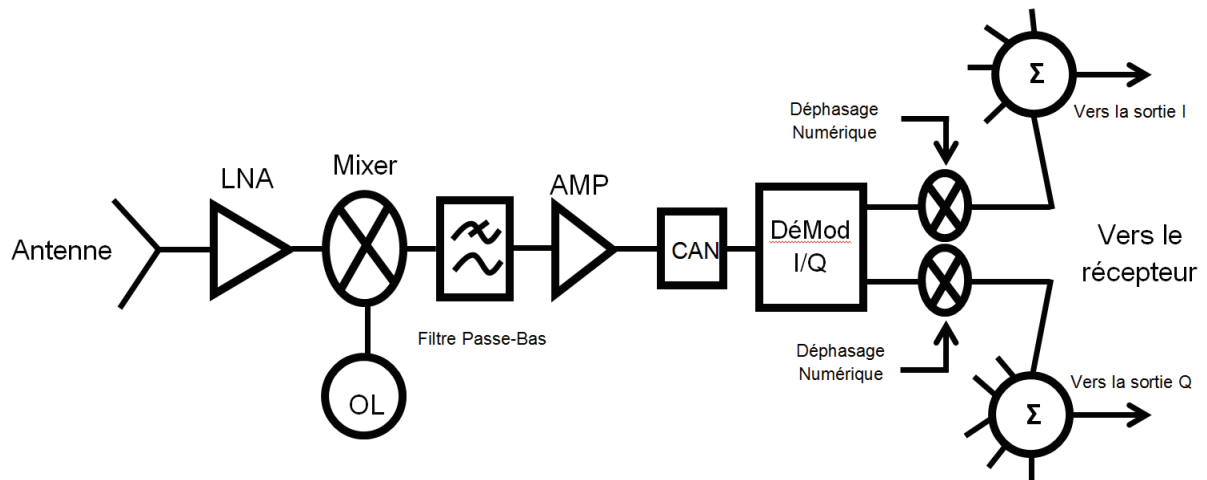 Antenne
LNA
Mixer
OL
Filtre Passe-Bas
AMP
CAN
DéMod
I/Q
Déphasage
Numérique
Déphasage
Numérique
Σ
Vers la sortie I
Vers le
récepteur
Vers la sortie Q
Σ